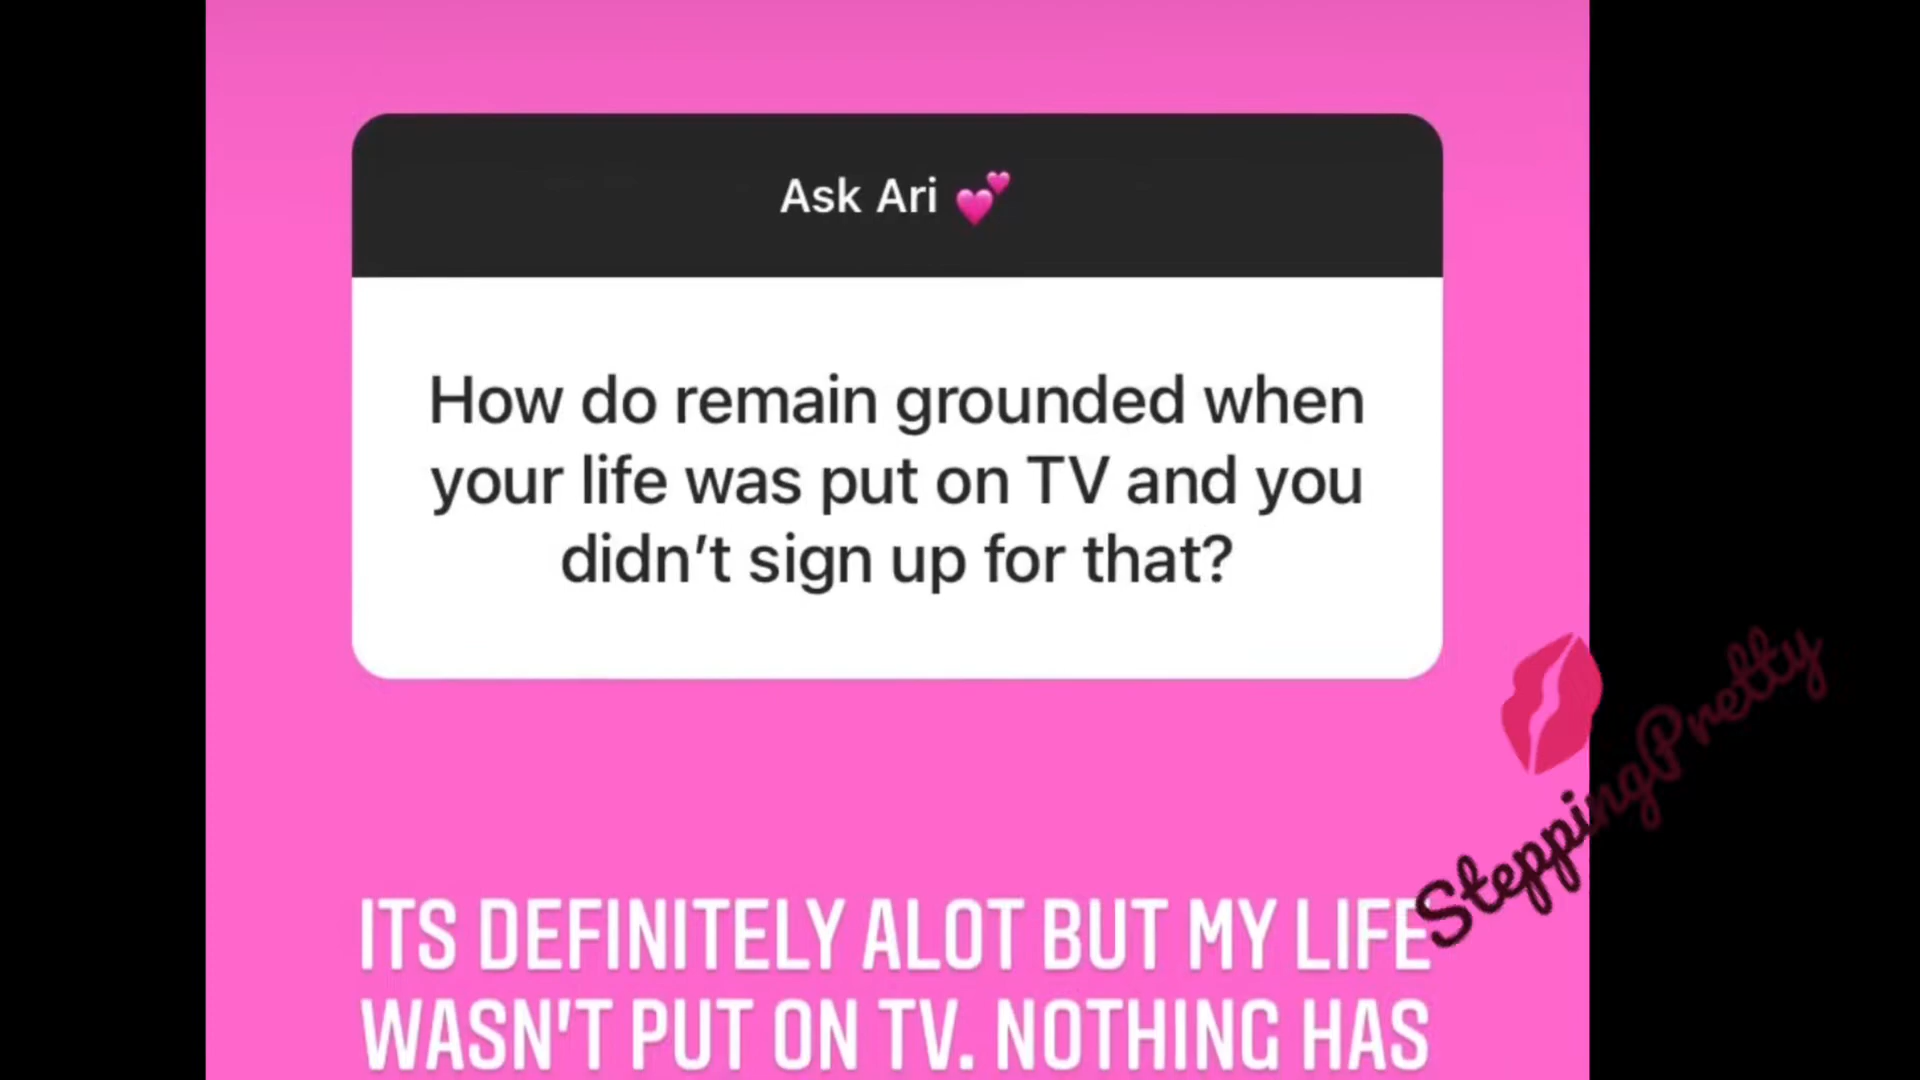 Ask Ari 💕
How do remain grounded when
your life was put on TV and you
didn’t sign up for that?
SteppingPretty
ITS DEFINITELY ALOT BUT MY LIFE
WASN'T PUT ON TV. NOTHING HAS